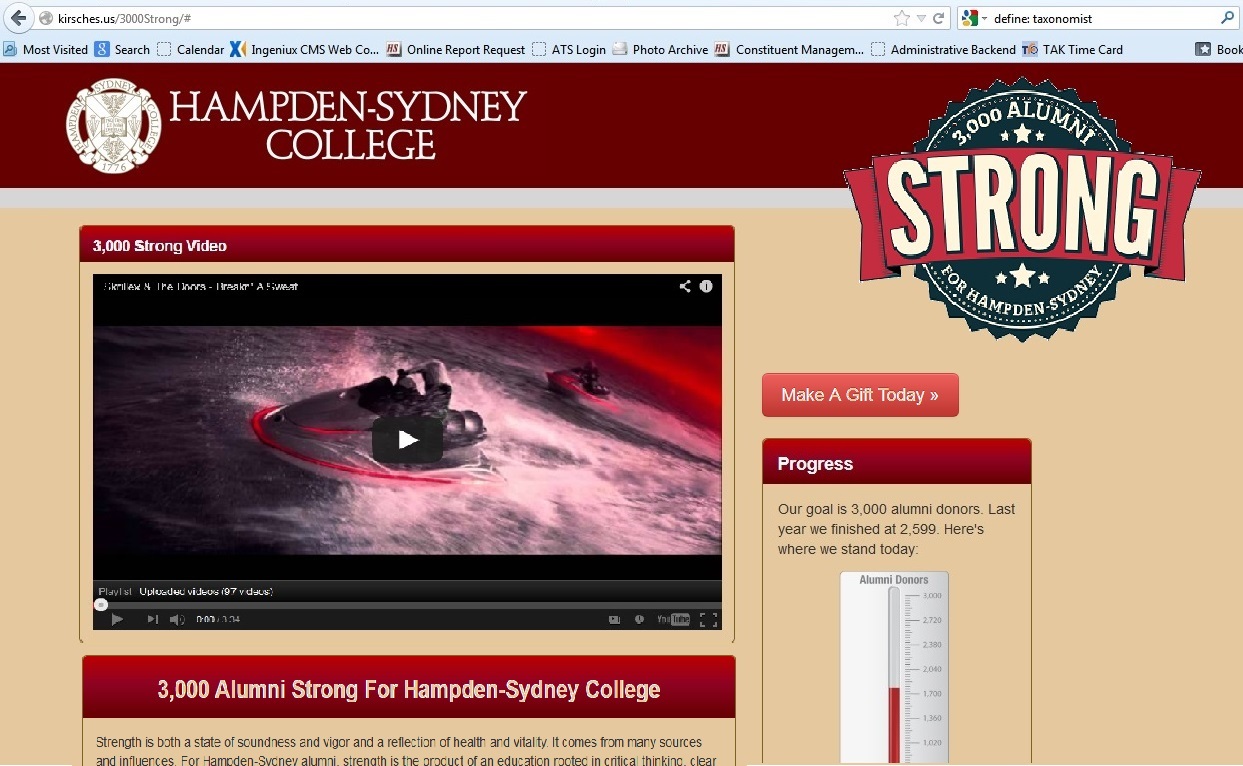 kirsches.us/3000Strong/#
define: taxonomist
Most Visited
Search
Calendar
Ingeniux CMS Web Co...
Online Report Request
ATS Login
Photo Archive
Constituent Managem...
Administrative Backend
TAK Time Card
Book
HAMPDEN-SYDNEY
COLLEGE
HAMPDEN SYDNEY COLLEGE
1776
3,000 ALUMNI
STRONG
FOR HAMPDEN-SYDNEY
3,000 Strong Video
Skrillex & The Doors - Breakn' A Sweat
Playlist Uploaded videos (97 videos)
0:00 / 3:34
YouTube
Make A Gift Today »
Progress
Our goal is 3,000 alumni donors. Last
year we finished at 2,599. Here's
where we stand today:
Alumni Donors
3,000
2,720
2,380
2,040
1,700
1,360
1,020
3,000 Alumni Strong For Hampden-Sydney College
Strength is both a state of soundness and vigor and a reflection of health and vitality. It comes from many sources
and influences. For Hampden-Sydney alumni, strength is the product of an education rooted in critical thinking, clear